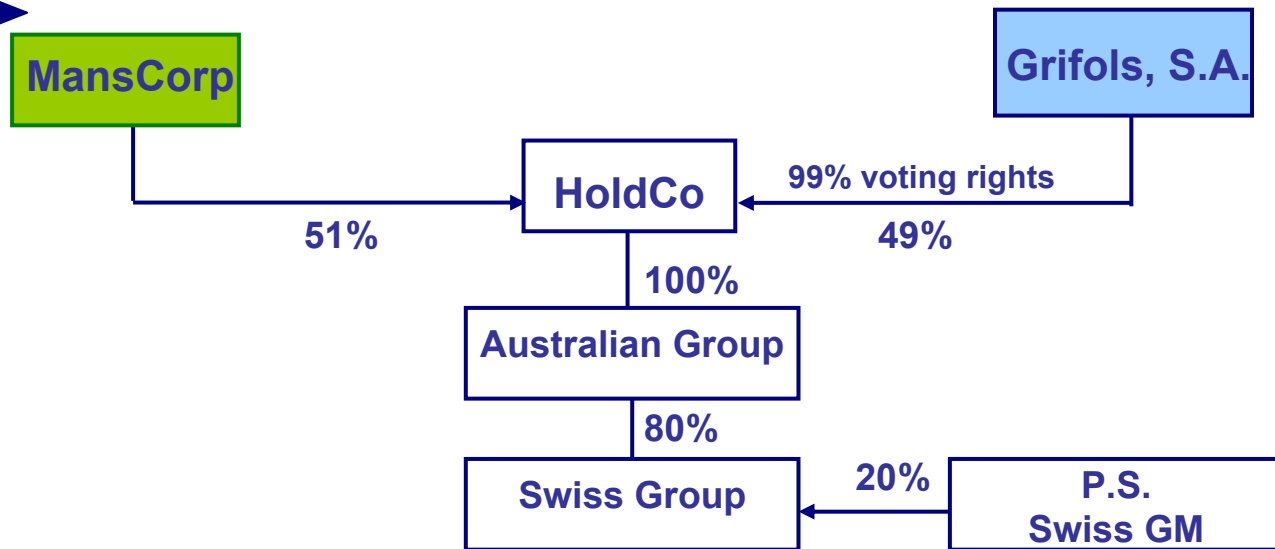 MansCorp
Grifols, S.A.
HoldCo
99% voting rights
51%
49%
100%
Australian Group
80%
Swiss Group
20%
P.S.
Swiss GM